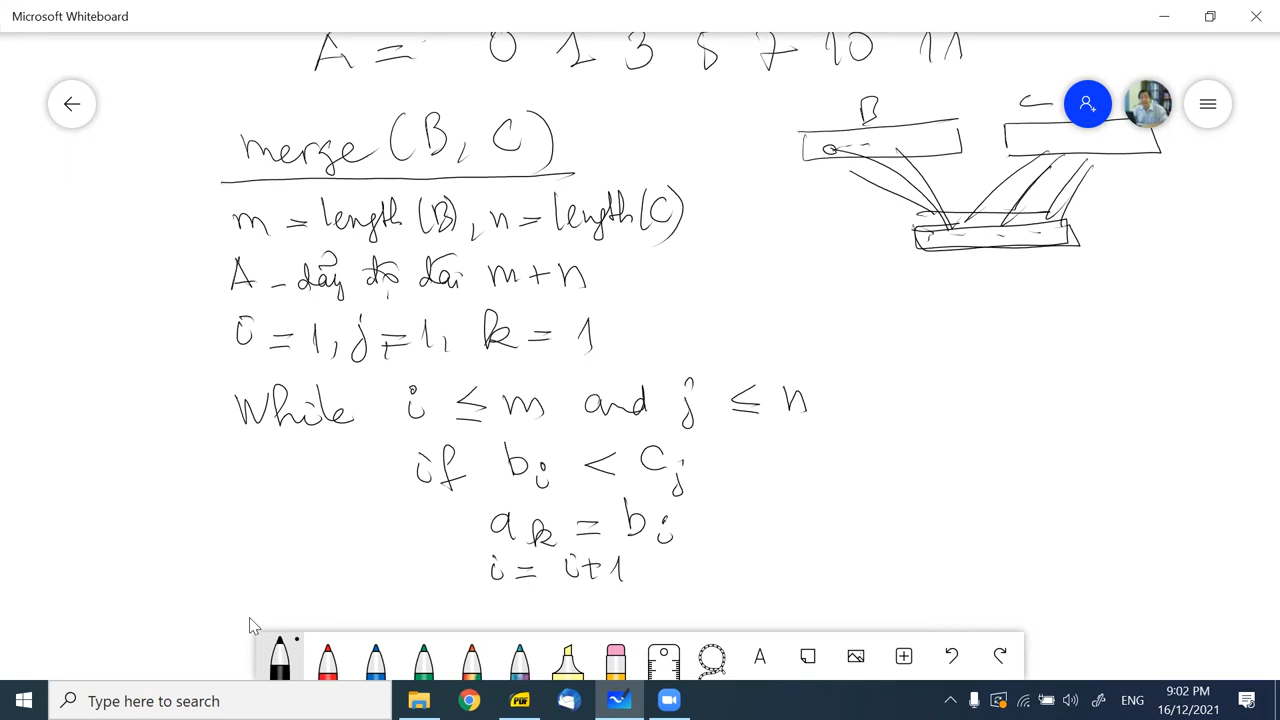 Microsoft Whiteboard
A = 0 1 3 5 7 10 11
B C
merge (B, C)
m = length(B), n = length(C)
A - dãy độ dài m+n
i = 1, j = 1, k = 1
While i ≤ m and j ≤ n
if bi < cj
ak = bi
i = i+1
A
Type here to search
PDF
ENG
9:02 PM
16/12/2021